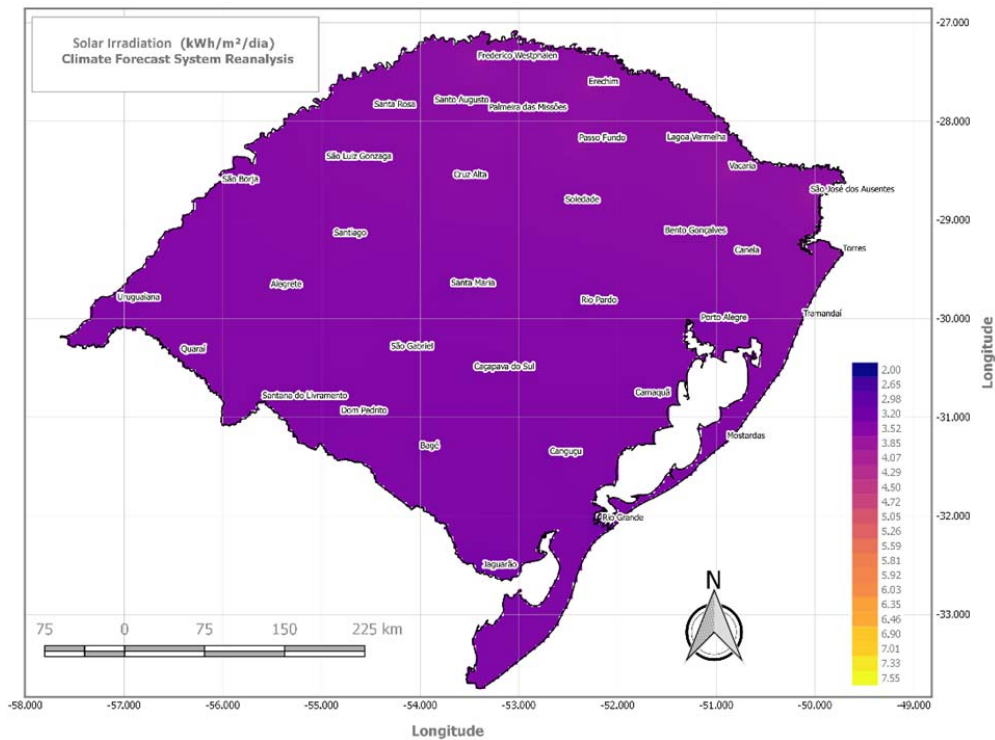 Solar Irradiation (kWh/m²/dia)
Climate Forecast System Reanalysis
-27.000
Frederico Westphalen
Erechim
Santa Rosa
Santo Augusto
Palmeira das Missões
-28.000
Passo Fundo
Lagoa Vermelha
São Luiz Gonzaga
Vacaria
Cruz Alta
São Borja
São José dos Ausentes
Soledade
-29.000
Santiago
Bento Gonçalves
Canela
Torres
Alegrete
Santa Maria
Uruguaiana
Rio Pardo
Porto Alegre
Tramandaí
-30.000
Quaraí
São Gabriel
Caçapava do Sul
Longitude
Santana do Livramento
Dom Pedrito
Camaquã
-31.000
Bagé
Canguçu
Mostardas
Rio Grande
-32.000
Jaguarão
-33.000
2.00
2.65
2.98
3.20
3.52
3.85
4.07
4.29
4.50
4.72
5.05
5.26
5.59
5.81
5.92
6.03
6.35
6.46
6.90
7.01
7.33
7.55
N
75 0 75 150 225 km
-58.000 -57.000 -56.000 -55.000 -54.000 -53.000 -52.000 -51.000 -50.000 -49.000
Longitude